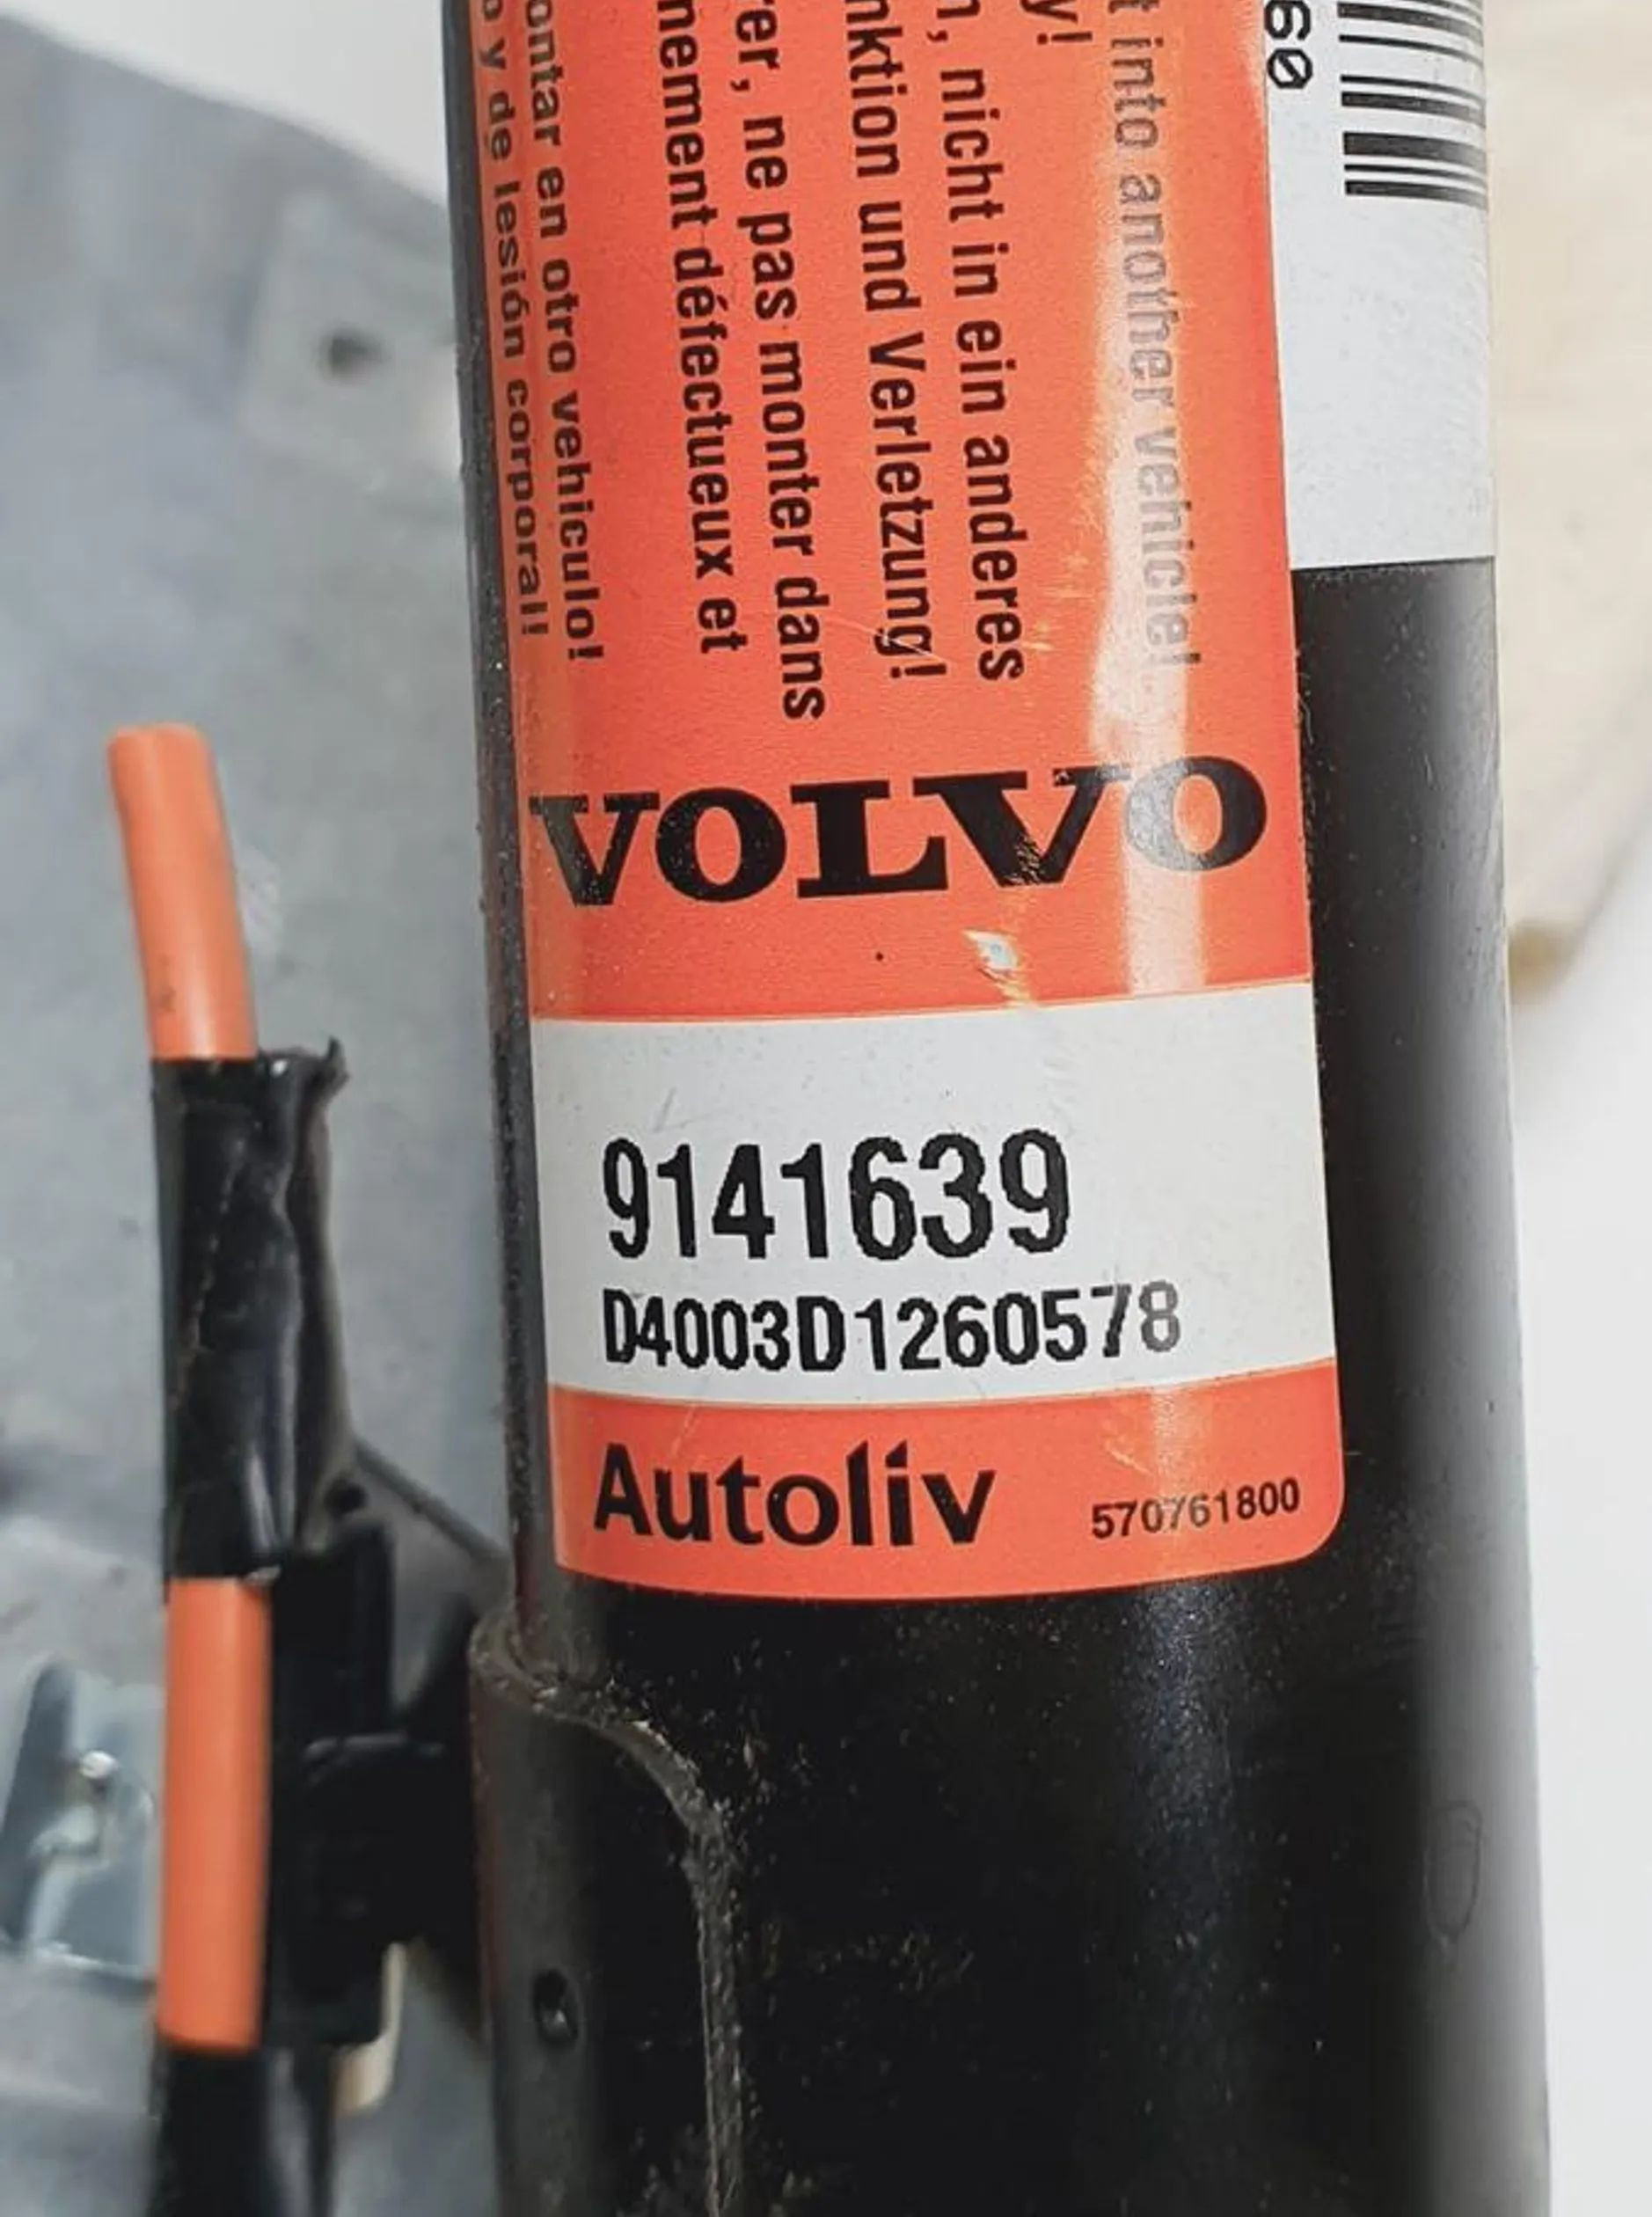 60
t into another vehicle!
y!
n, nicht in ein anderes
nktion und Verletzung!
er, ne pas monter dans
nement défectueux et
ontar en otro vehiculo!
o y de lesión corporal!
VOLVO
9141639
D4003D1260578
Autoliv
570761800